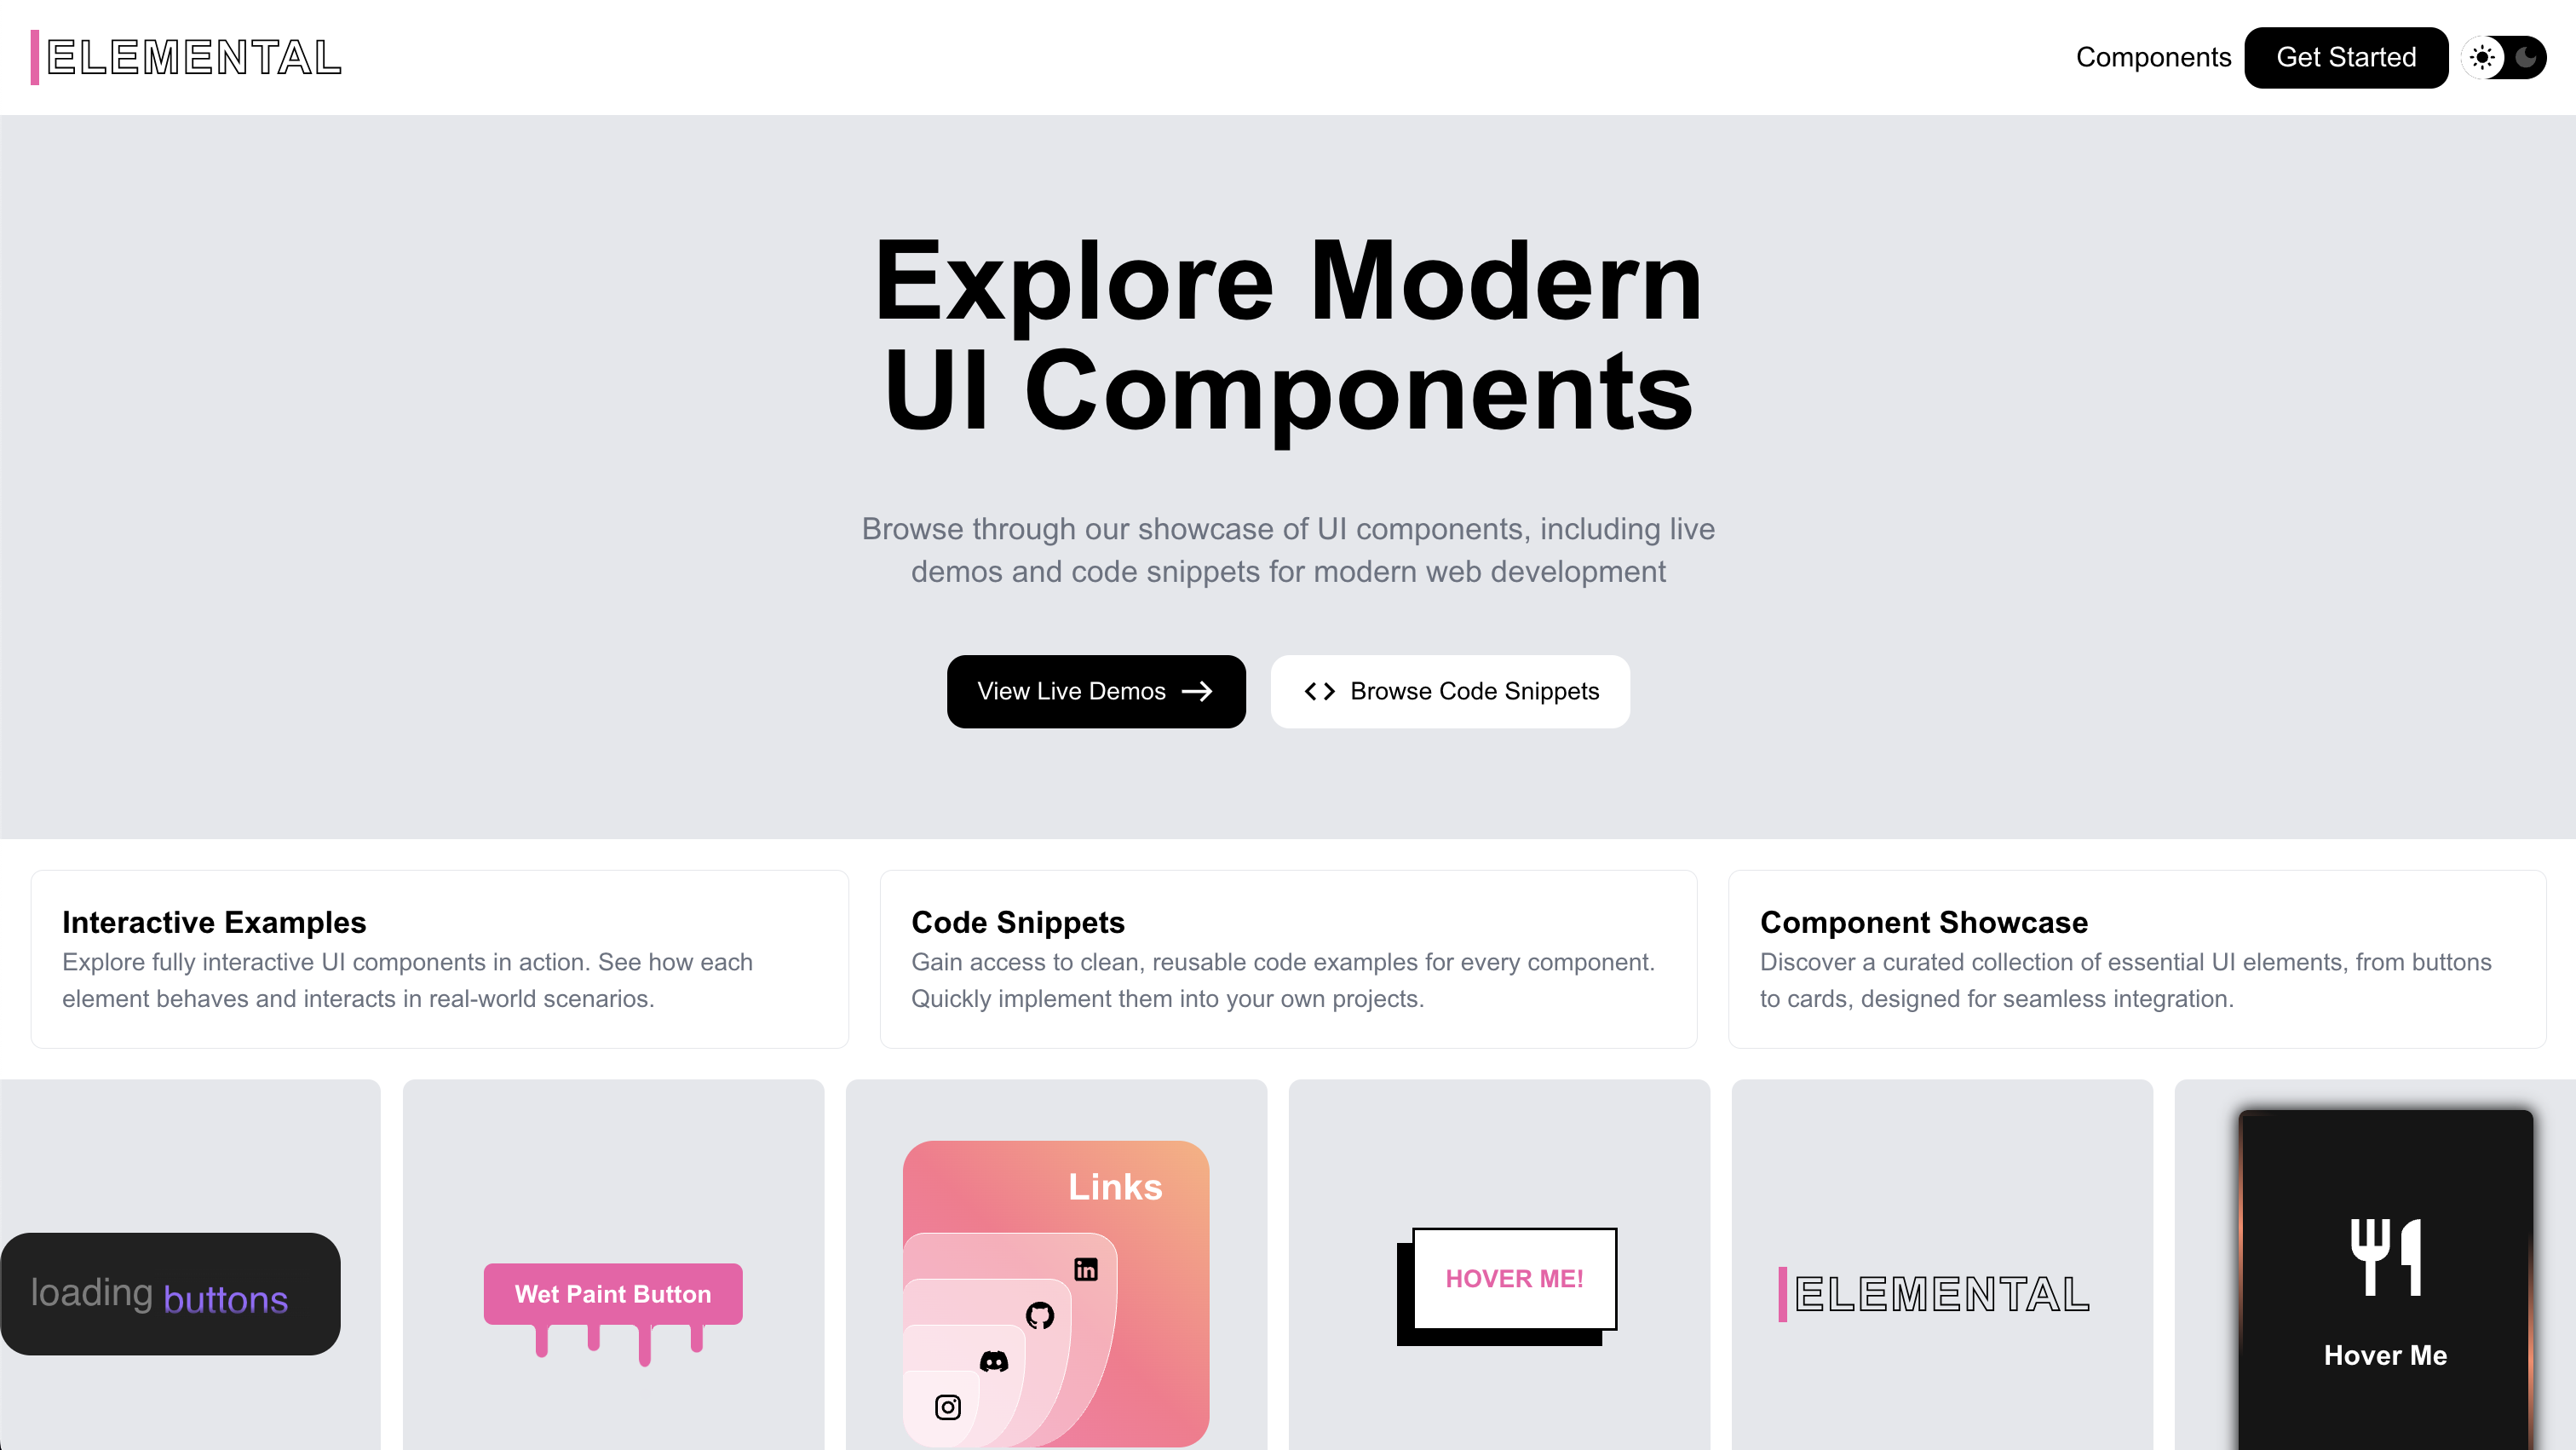 ELEMENTAL
Components
Get Started
Explore Modern
UI Components
Browse through our showcase of UI components, including live
demos and code snippets for modern web development
View Live Demos
Browse Code Snippets
Interactive Examples
Explore fully interactive UI components in action. See how each
element behaves and interacts in real-world scenarios.
Code Snippets
Gain access to clean, reusable code examples for every component.
Quickly implement them into your own projects.
Component Showcase
Discover a curated collection of essential UI elements, from buttons
to cards, designed for seamless integration.
loading buttons
Wet Paint Button
Links
in
HOVER ME!
ELEMENTAL
Hover Me